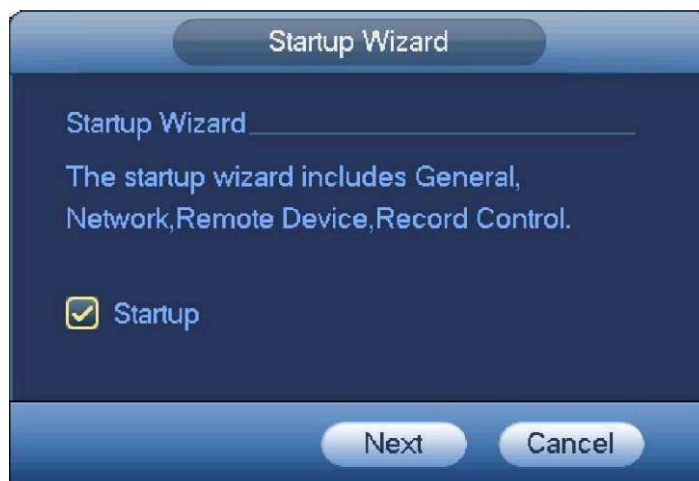 Startup Wizard
Startup Wizard
The startup wizard includes General,
Network,Remote Device,Record Control.
Startup
Next Cancel